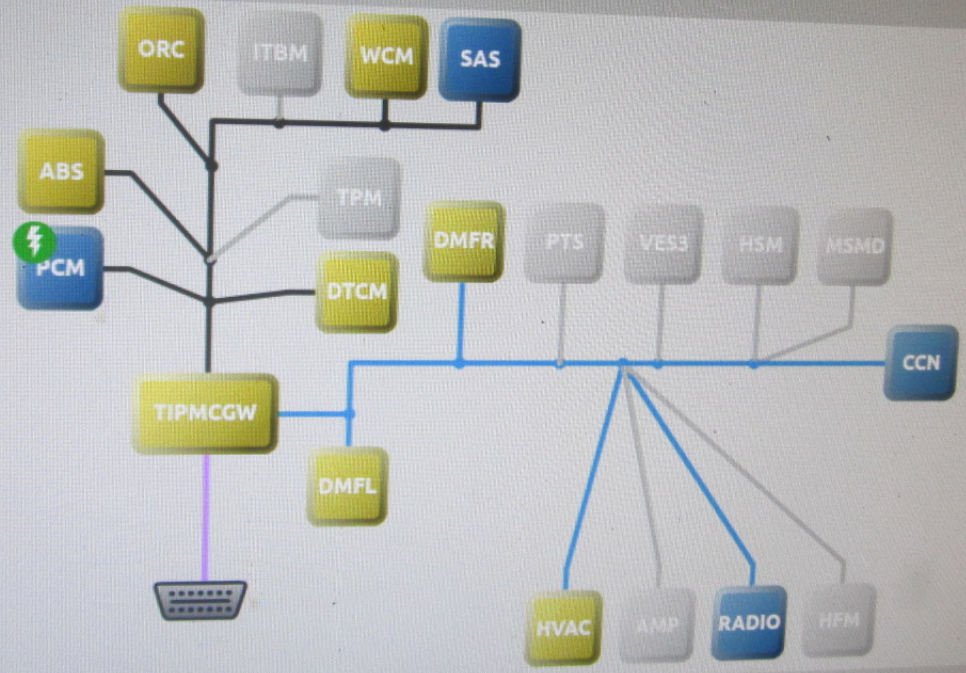 ORC
ITBM
WCM
SAS
ABS
TPM
PCM
DTCM
DMFR
PTS
VES3
HSM
MSMD
CCN
TIPMCGW
DMFL
HVAC
AMP
RADIO
HFM